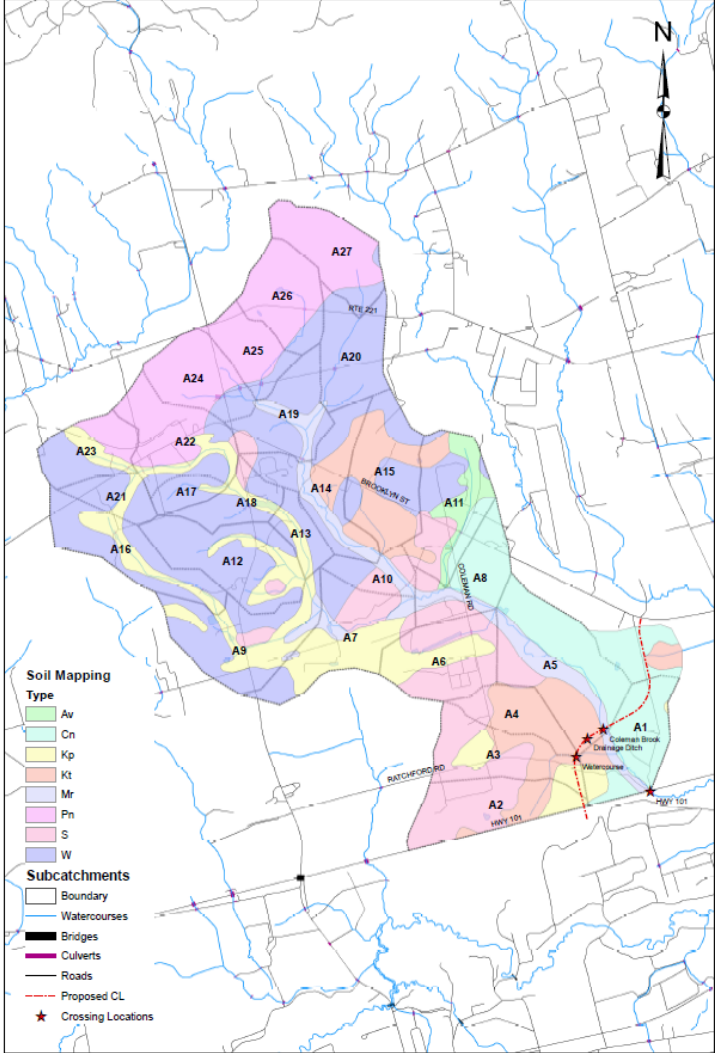 N
A27
A26
RTE 221
A25
A20
A24
A19
A22
A23
A15
A14
A17
A21
BROOKLYN ST
A18
A11
A13
A16
A12
COLEMAN RD
A10
A8
A7
A9
A6
A5
A4
A1
Coleman Brook
Drainage Ditch
A3
Watercourse
RATCHFORD RD
A2
HWY 101
HWY 101
Soil Mapping
Type
Av
Cn
Kp
Kt
Mr
Pn
S
W
Subcatchments
Boundary
Watercourses
Bridges
Culverts
Roads
Proposed CL
Crossing Locations